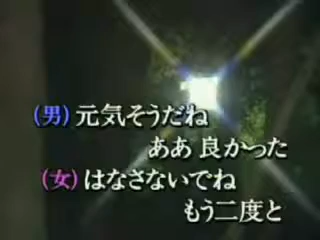 (男) 元気そうだね
ああ 良かった
(女) はなさないでね
もう二度と